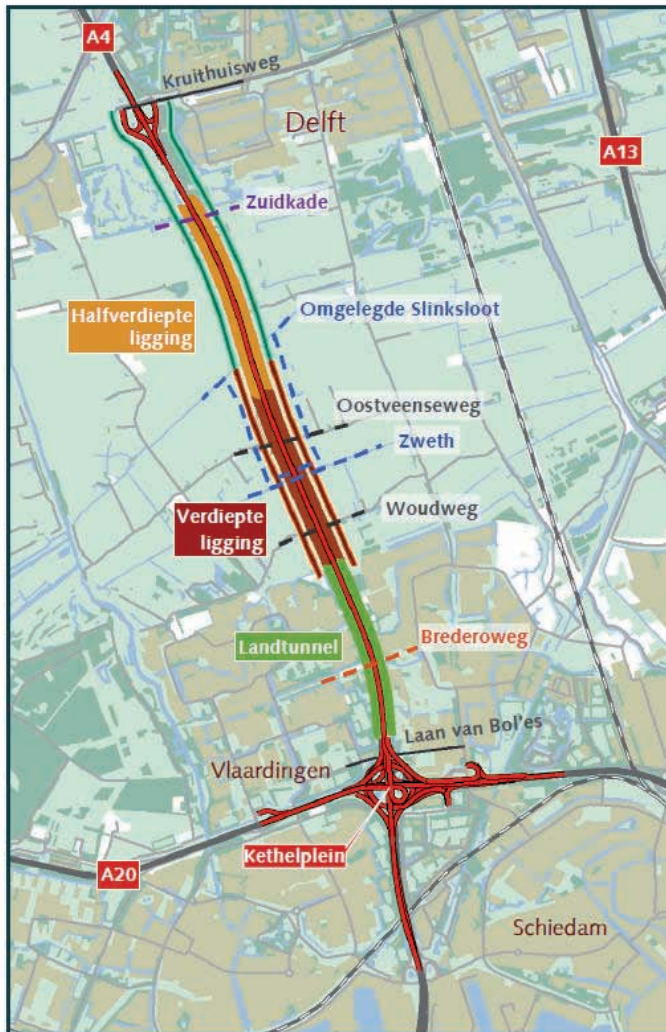 A4
Kruithuisweg
Delft
A13
Zuidkade
Halfverdiepte
ligging
Omgelegde Slinksloot
Oostveenseweg
Zweth
Verdiepte
ligging
Woudweg
Landtunnel
Brederoweg
Laan van Bol'es
Vlaardingen
Kethelplein
A20
Schiedam